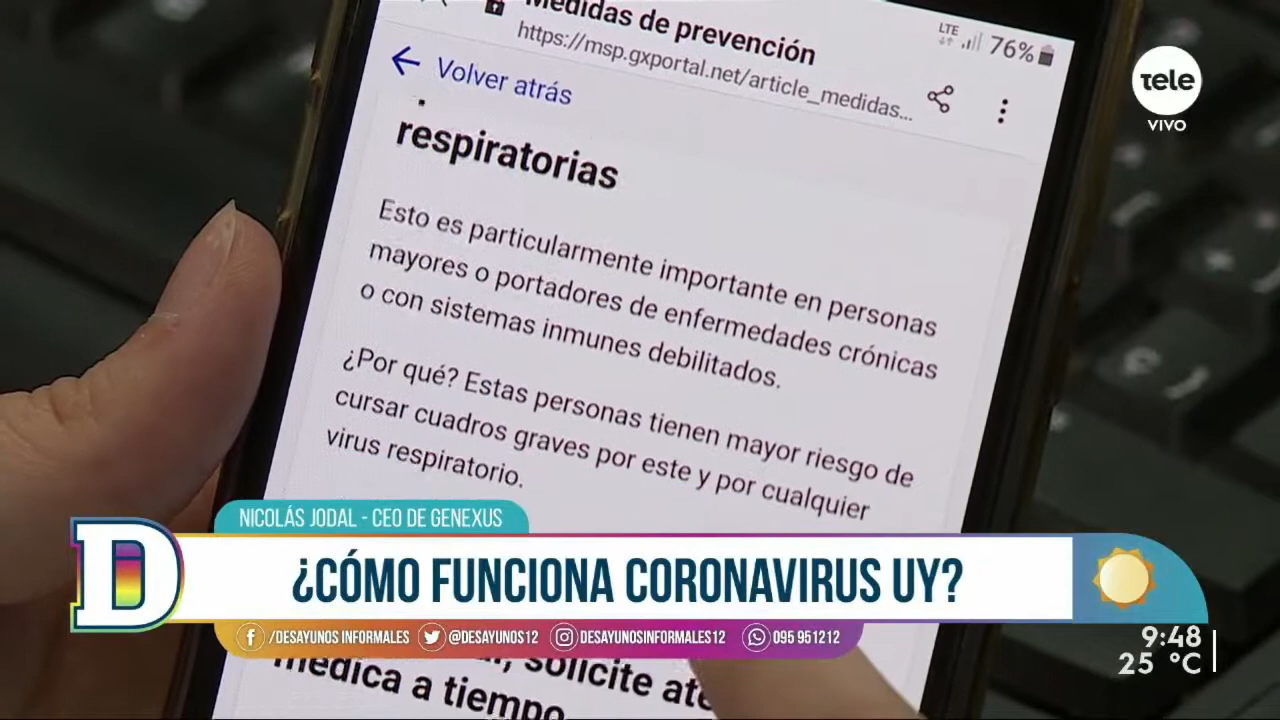 Medidas de prevención
https://msp.gxportal.net/article_medidas...
LTE
76%
Volver atrás
respiratorias
Esto es particularmente importante en personas
mayores o portadores de enfermedades crónicas
o con sistemas inmunes debilitados.
¿Por qué? Estas personas tienen mayor riesgo de
cursar cuadros graves por este y por cualquier
virus respiratorio.
tele
VIVO
NICOLÁS JODAL - CEO DE GENEXUS
D
¿CÓMO FUNCIONA CORONAVIRUS UY?
/DESAYUNOS INFORMALES @DESAYUNOS12 DESAYUNOSINFORMALES12 095 951212
solicite
médica a tiempo
9:48
25 °C